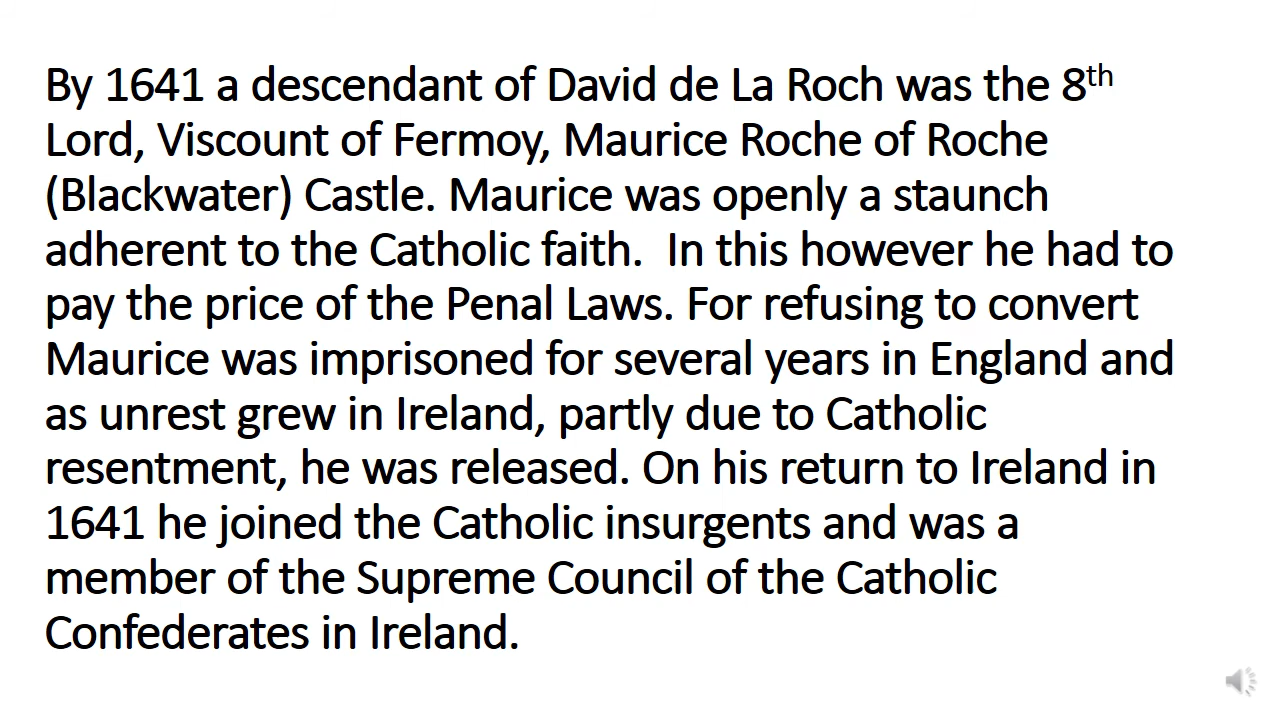 By 1641 a descendant of David de La Roch was the 8th
Lord, Viscount of Fermoy, Maurice Roche of Roche
(Blackwater) Castle. Maurice was openly a staunch
adherent to the Catholic faith.  In this however he had to
pay the price of the Penal Laws. For refusing to convert
Maurice was imprisoned for several years in England and
as unrest grew in Ireland, partly due to Catholic
resentment, he was released. On his return to Ireland in
1641 he joined the Catholic insurgents and was a
member of the Supreme Council of the Catholic
Confederates in Ireland.